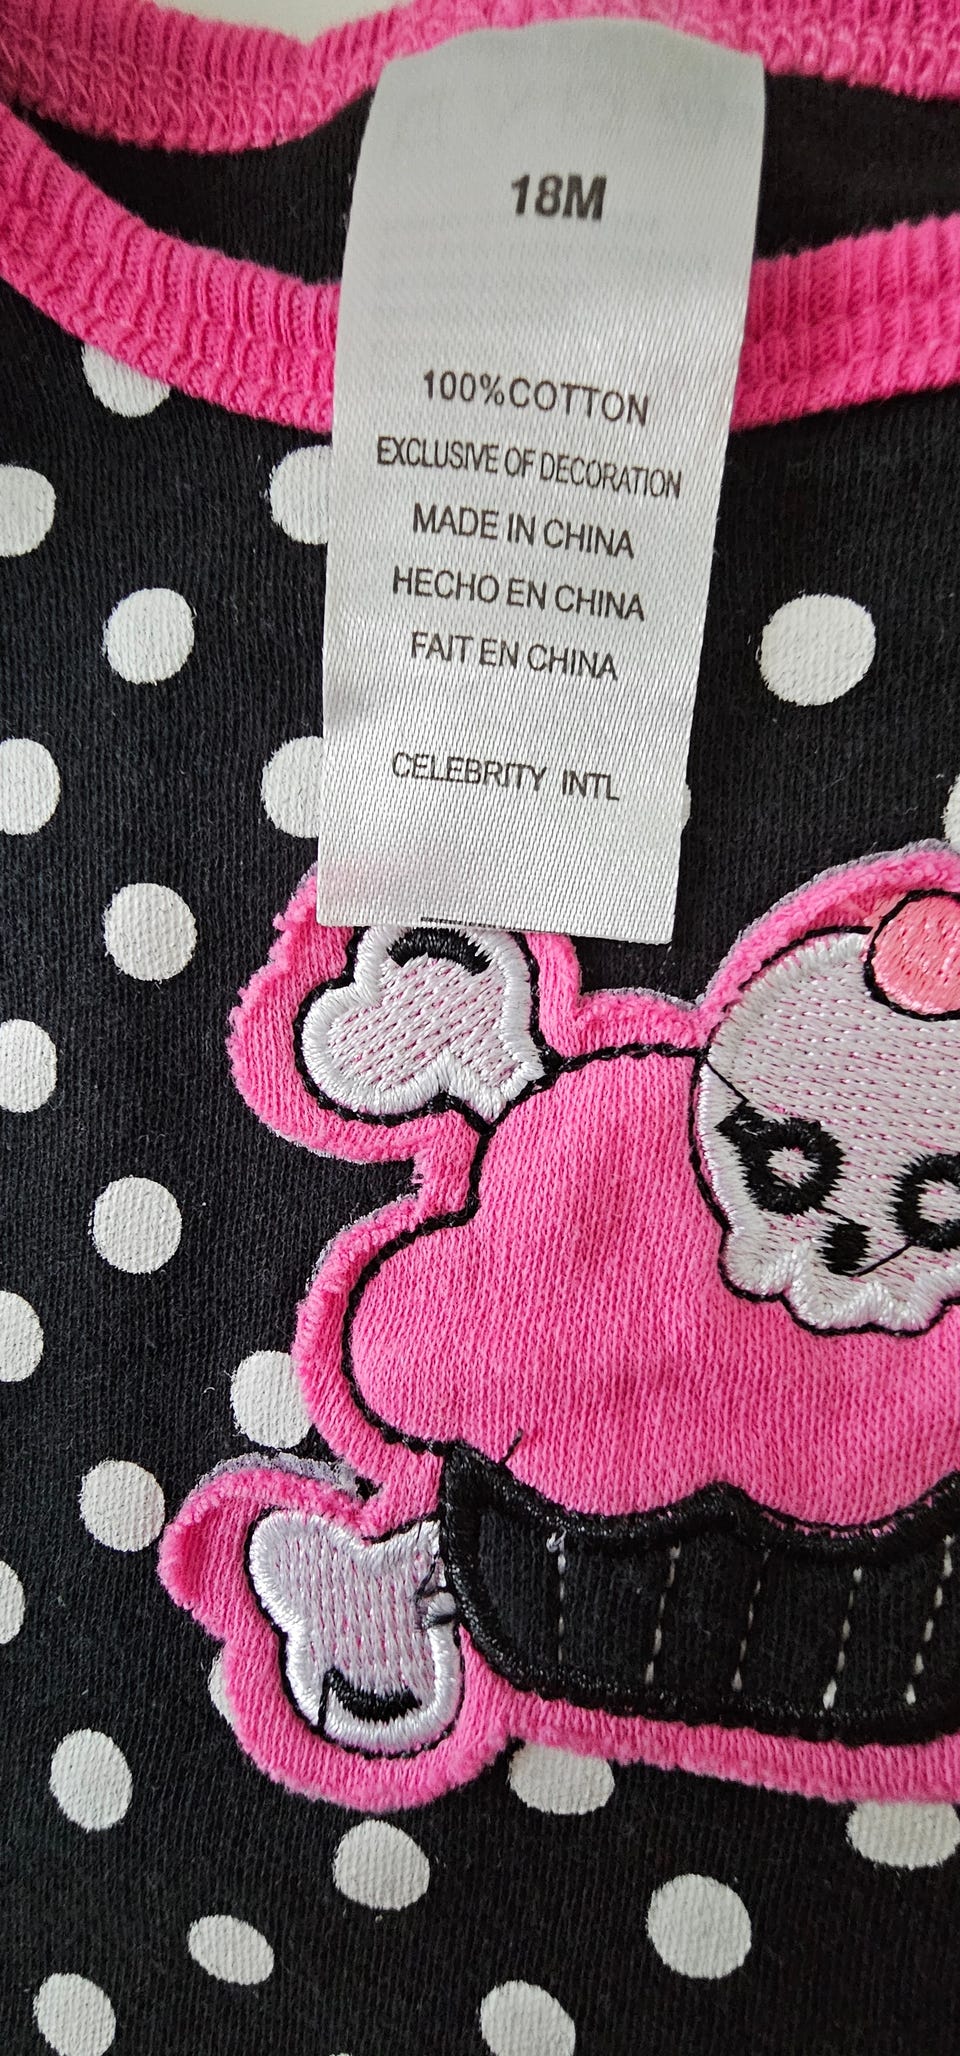 18M
100%COTTON
EXCLUSIVE OF DECORATION
MADE IN CHINA
HECHO EN CHINA
FAIT EN CHINA
CELEBRITY INTL